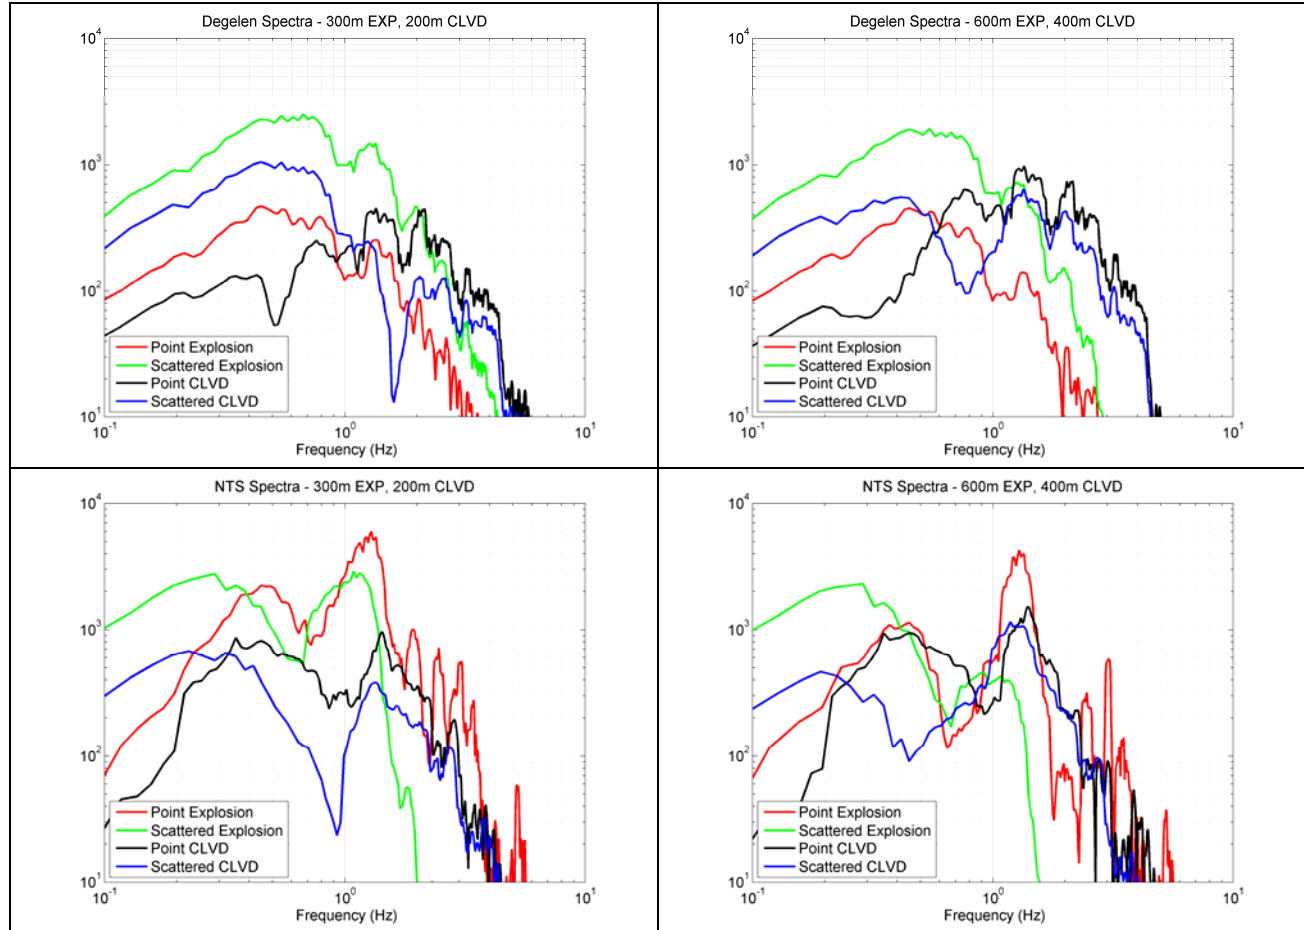 Degelen Spectra - 300m EXP, 200m CLVD
10^4
10^3
10^2
10^1
Point Explosion
Scattered Explosion
Point CLVD
Scattered CLVD
10^-1 10^0 10^1
Frequency (Hz)
Degelen Spectra - 600m EXP, 400m CLVD
10^4
10^3
10^2
10^1
Point Explosion
Scattered Explosion
Point CLVD
Scattered CLVD
10^-1 10^0 10^1
Frequency (Hz)
NTS Spectra - 300m EXP, 200m CLVD
10^4
10^3
10^2
10^1
Point Explosion
Scattered Explosion
Point CLVD
Scattered CLVD
10^-1 10^0 10^1
Frequency (Hz)
NTS Spectra - 600m EXP, 400m CLVD
10^4
10^3
10^2
10^1
Point Explosion
Scattered Explosion
Point CLVD
Scattered CLVD
10^-1 10^0 10^1
Frequency (Hz)